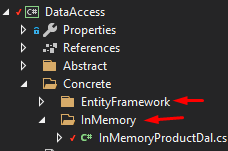 C# DataAccess
Properties
References
Abstract
Concrete
EntityFramework
InMemory
C# InMemoryProductDal.cs